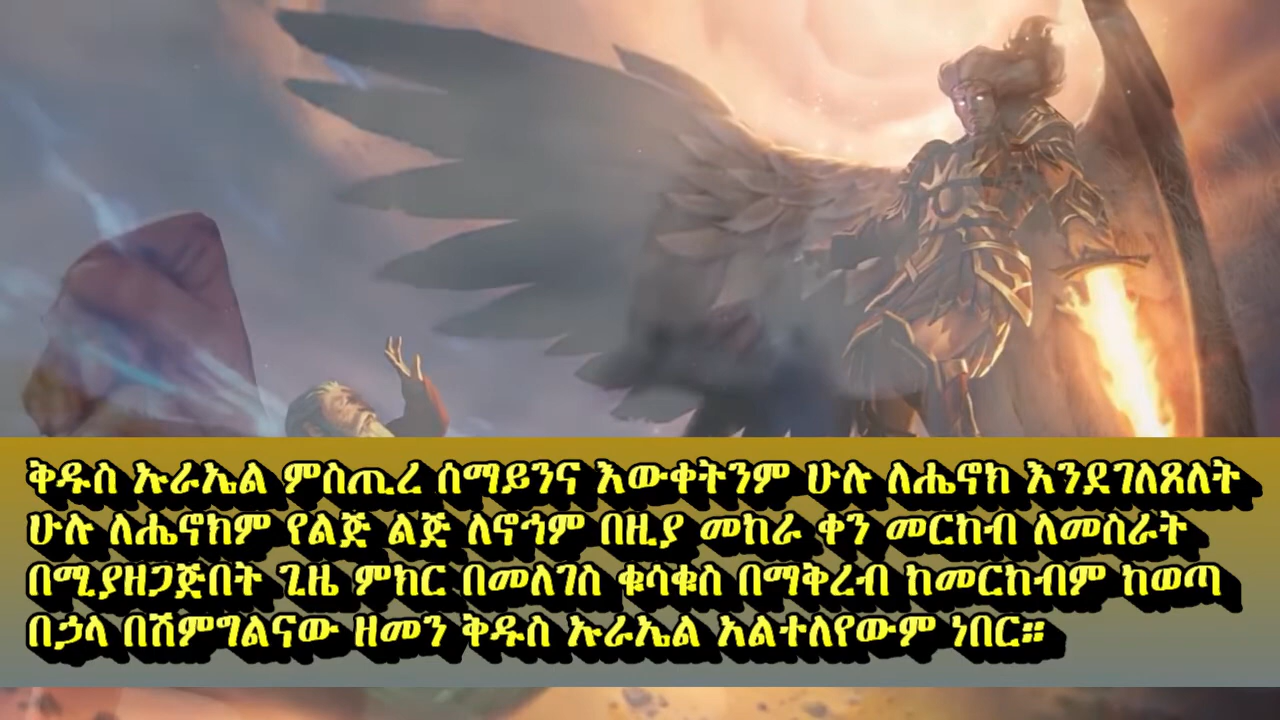 ቅዱስ ኡራኤል ምስጢረ ሰማይንና እውቀትንም ሁሉ ለሔኖክ እንደገለጸለት
ሁሉ ለሔኖክም የልጅ ልጅ ለኖኅም በዚያ መከራ ቀን መርከብ ለመስራት
በሚያዘጋጅበት ጊዜ ምክር በመለገስ ቁሳቁስ በማቅረብ ከመርከብም ከወጣ
በኃላ በሽምግልናው ዘመን ቅዱስ ኡራኤል አልተለየውም ነበር።